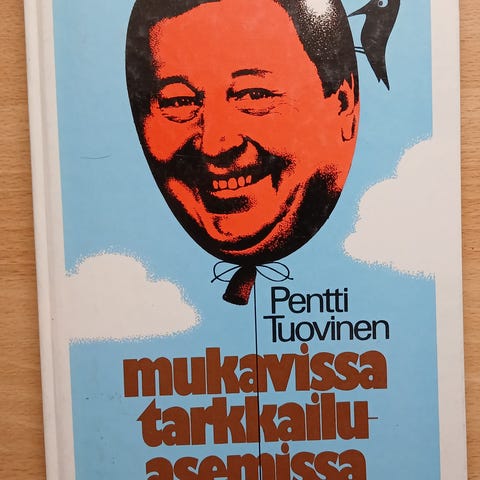 Pentti
Tuovinen
mukavissa
tarkkailu-
asemissa